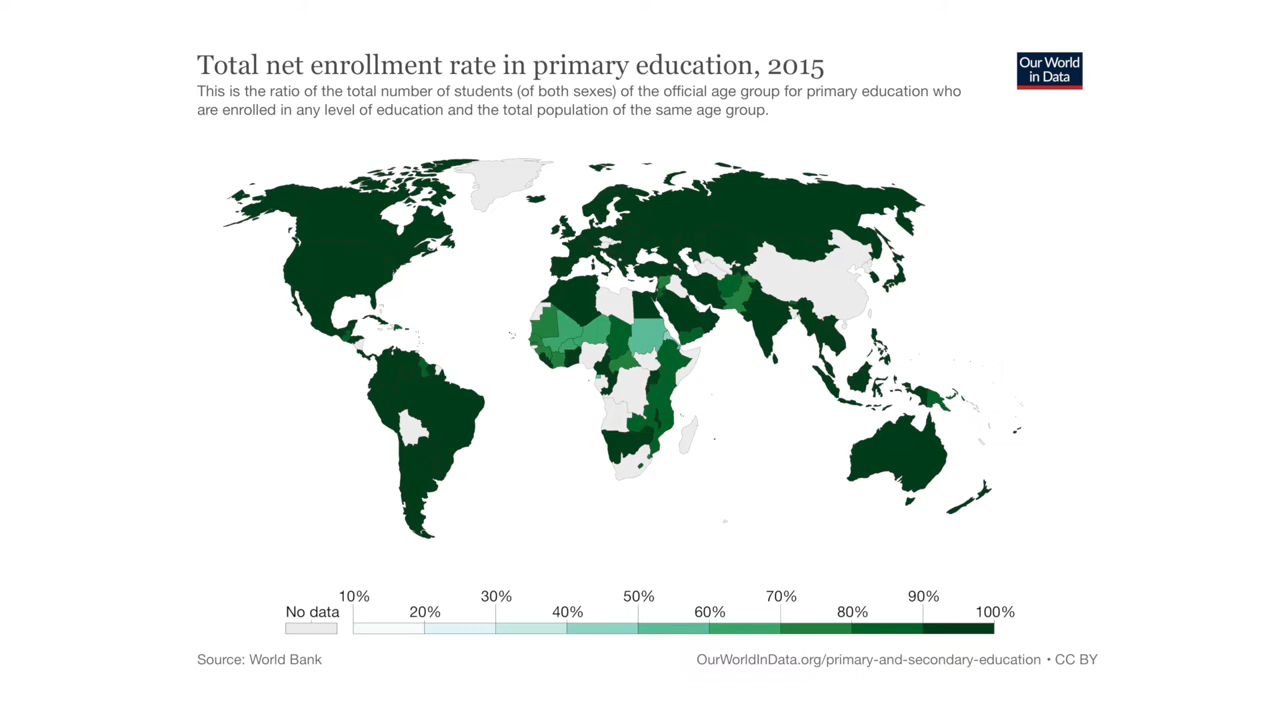 Total net enrollment rate in primary education, 2015
Our World
in Data
This is the ratio of the total number of students (of both sexes) of the official age group for primary education who
are enrolled in any level of education and the total population of the same age group.
10% 30% 50% 70% 90%
No data 20% 40% 60% 80% 100%
Source: World Bank
OurWorldInData.org/primary-and-secondary-education • CC BY